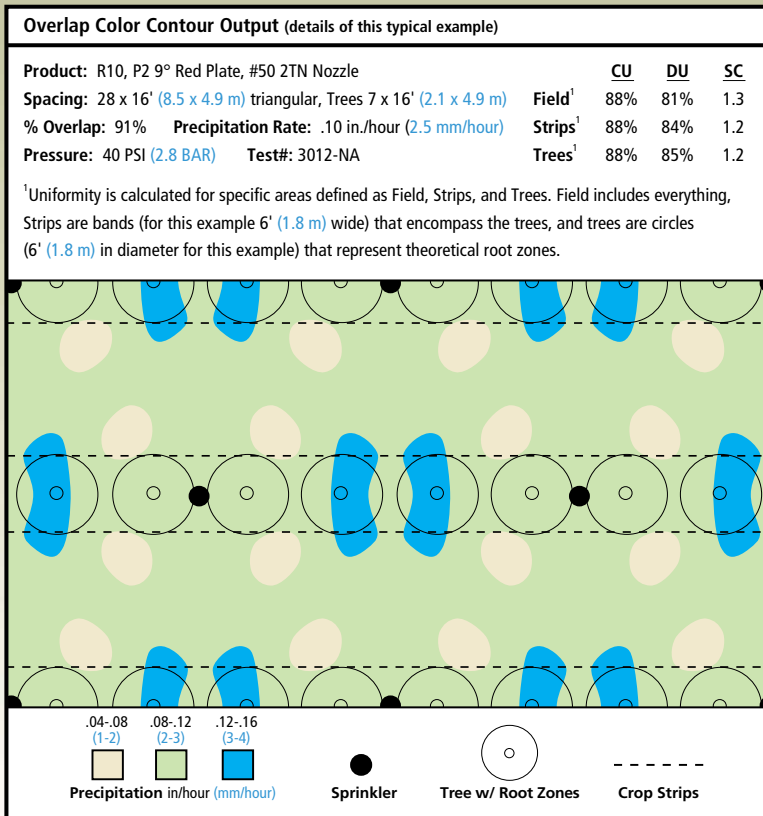 Overlap Color Contour Output (details of this typical example)
Product: R10, P2 9° Red Plate, #50 2TN Nozzle CU DU SC
Spacing: 28 x 16' (8.5 x 4.9 m) triangular, Trees 7 x 16' (2.1 x 4.9 m) Field¹ 88% 81% 1.3
% Overlap: 91% Precipitation Rate: .10 in./hour (2.5 mm/hour) Strips¹ 88% 84% 1.2
Pressure: 40 PSI (2.8 BAR) Test#: 3012-NA Trees¹ 88% 85% 1.2
¹Uniformity is calculated for specific areas defined as Field, Strips, and Trees. Field includes everything,
Strips are bands (for this example 6' (1.8 m) wide) that encompass the trees, and trees are circles
(6' (1.8 m) in diameter for this example) that represent theoretical root zones.
.04-.08 .08-.12 .12-.16
(1-2) (2-3) (3-4)
Precipitation in/hour (mm/hour) Sprinkler Tree w/ Root Zones Crop Strips